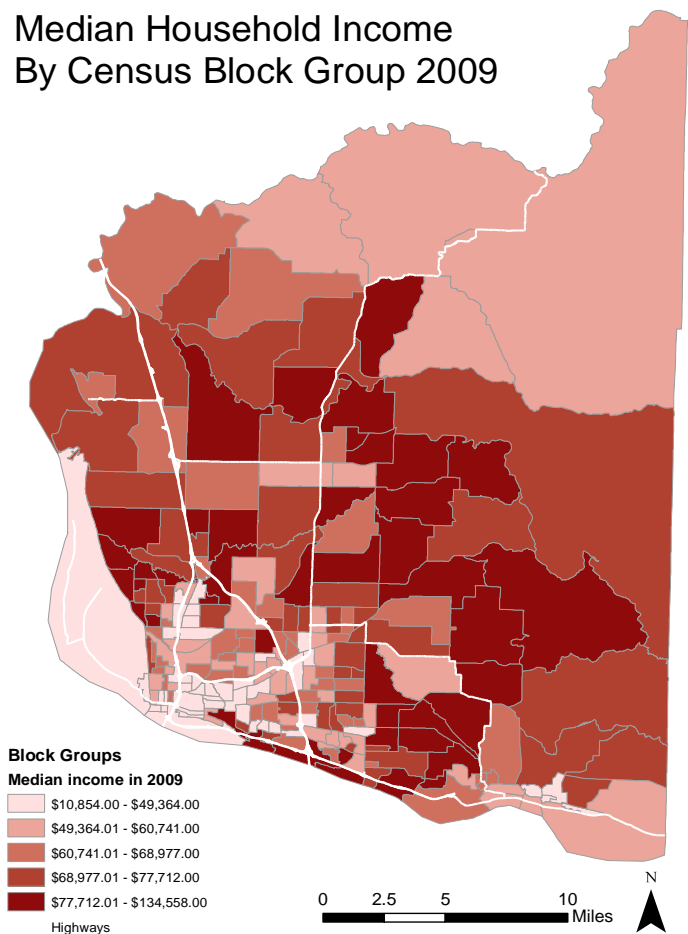 Median Household Income
By Census Block Group 2009
Block Groups
Median income in 2009
$10,854.00 - $49,364.00
$49,364.01 - $60,741.00
$60,741.01 - $68,977.00
$68,977.01 - $77,712.00
$77,712.01 - $134,558.00
Highways
0 2.5 5 10
Miles
N